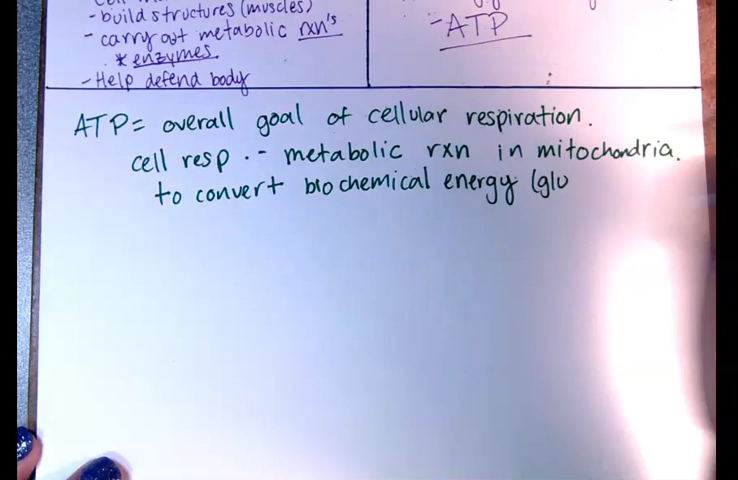 - build structures (muscles)
- carry out metabolic rxn's
* enzymes.
- Help defend body
- ATP
ATP = overall goal of cellular respiration.
cell resp. - metabolic rxn in mitochondria.
to convert biochemical energy (glu